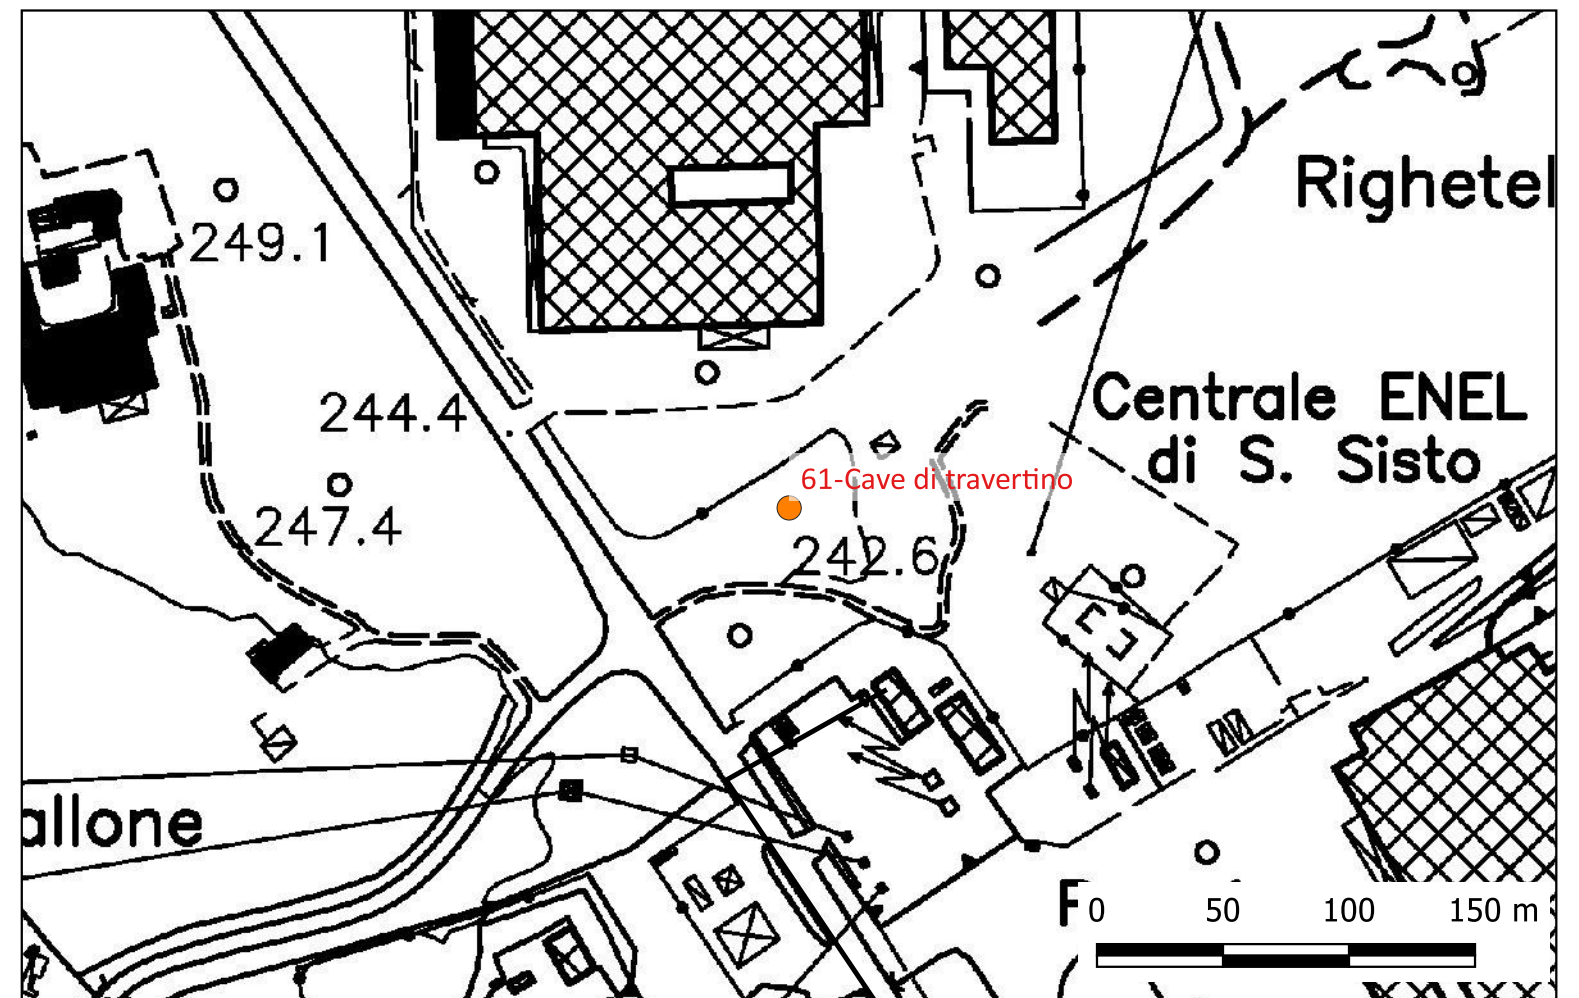 Righetel
249.1
Centrale ENEL
di S. Sisto
244.4
61-Cave di travertino
247.4
242.6
allone
F
0 50 100 150 m